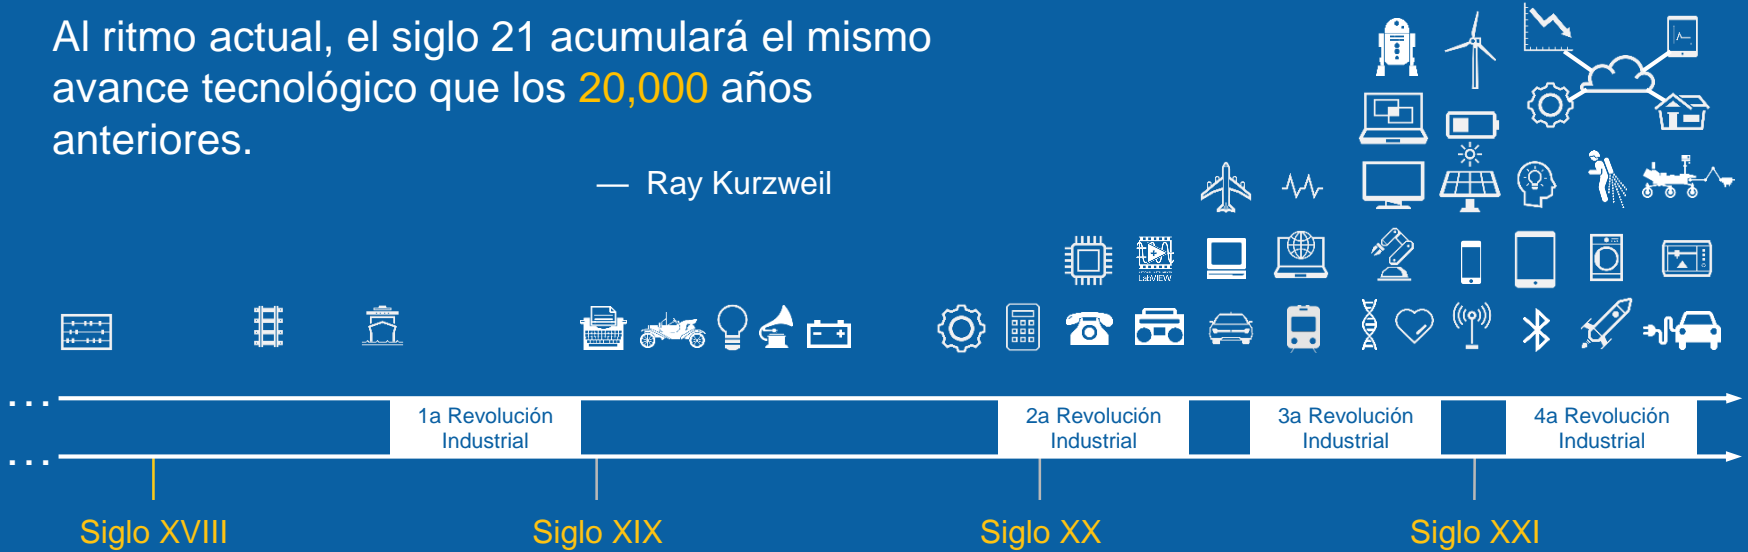 Al ritmo actual, el siglo 21 acumulará el mismo
avance tecnológico que los 20,000 años
anteriores.
— Ray Kurzweil
LabVIEW
...
1a Revolución
Industrial
2a Revolución
Industrial
3a Revolución
Industrial
4a Revolución
Industrial
...
Siglo XVIII
Siglo XIX
Siglo XX
Siglo XXI